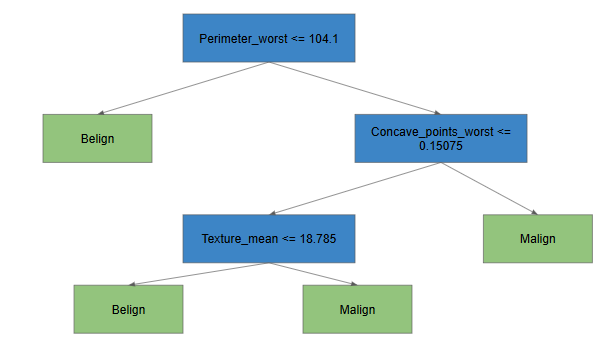 Perimeter_worst <= 104.1
Belign
Concave_points_worst <=
0.15075
Texture_mean <= 18.785
Malign
Belign
Malign